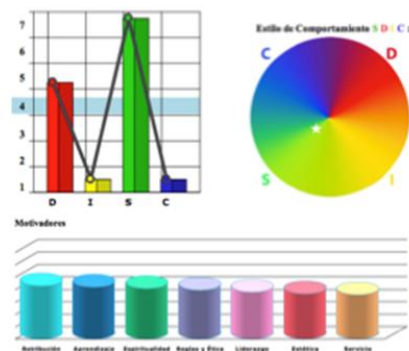 Estilo de Comportamiento S D I C
7
6
5
4
3
2
1
D I S C
C D
S I
Motivadores
Retribución Aprendizaje Espiritualidad Reglas y Ética Liderazgo Estética Servicio